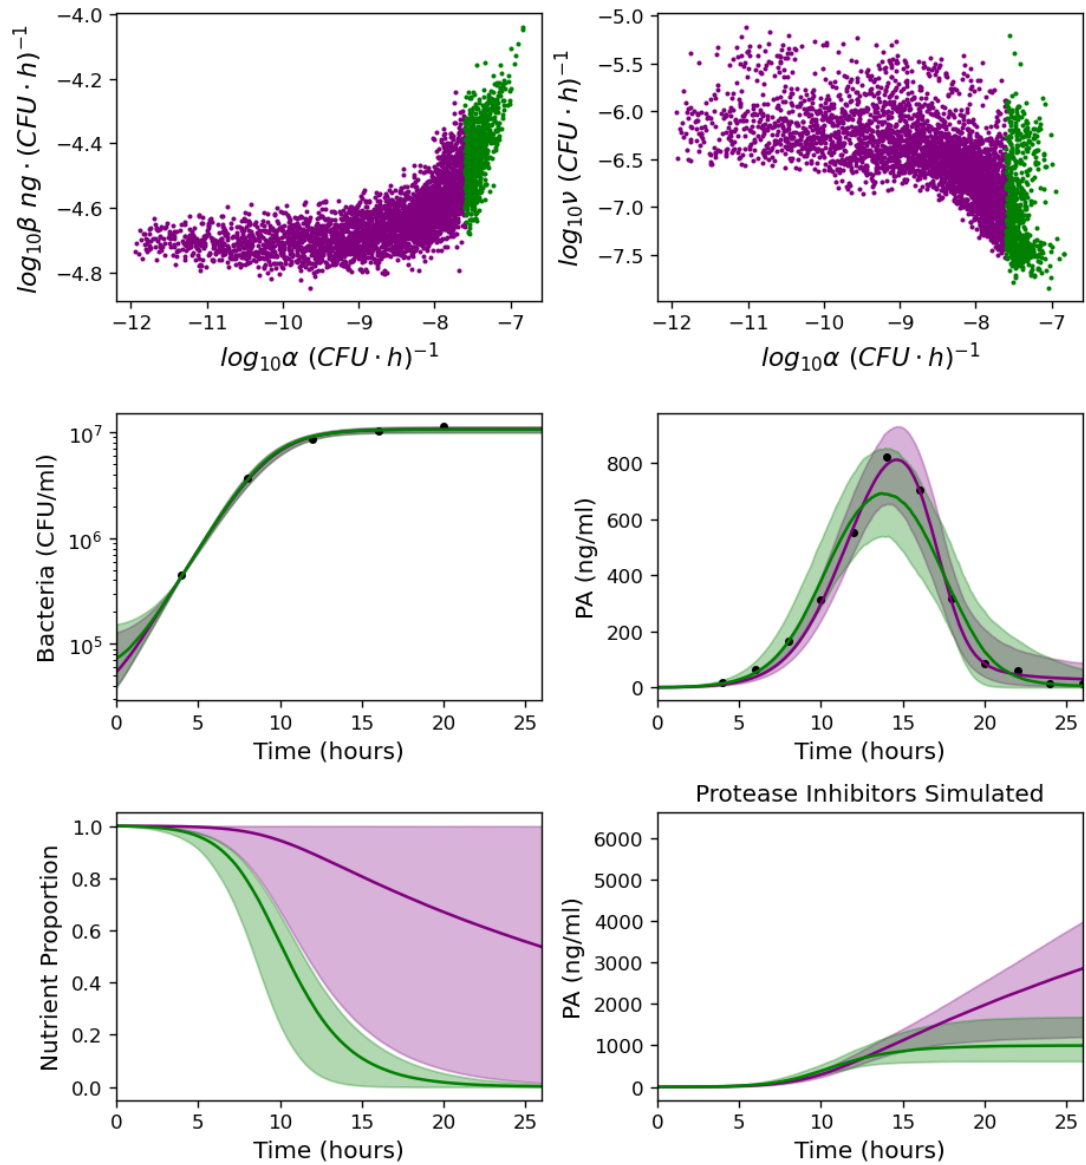 log₁₀β ng · (CFU · h)⁻¹
−4.0
−4.2
−4.4
−4.6
−4.8
−12 −11 −10 −9 −8 −7
log₁₀α (CFU · h)⁻¹
log₁₀ν (CFU · h)⁻¹
−5.0
−5.5
−6.0
−6.5
−7.0
−7.5
−12 −11 −10 −9 −8 −7
log₁₀α (CFU · h)⁻¹
Bacteria (CFU/ml)
10⁷
10⁶
10⁵
0 5 10 15 20 25
Time (hours)
PA (ng/ml)
800
600
400
200
0
0 5 10 15 20 25
Time (hours)
Nutrient Proportion
1.0
0.8
0.6
0.4
0.2
0.0
0 5 10 15 20 25
Time (hours)
Protease Inhibitors Simulated
PA (ng/ml)
6000
5000
4000
3000
2000
1000
0
0 5 10 15 20 25
Time (hours)